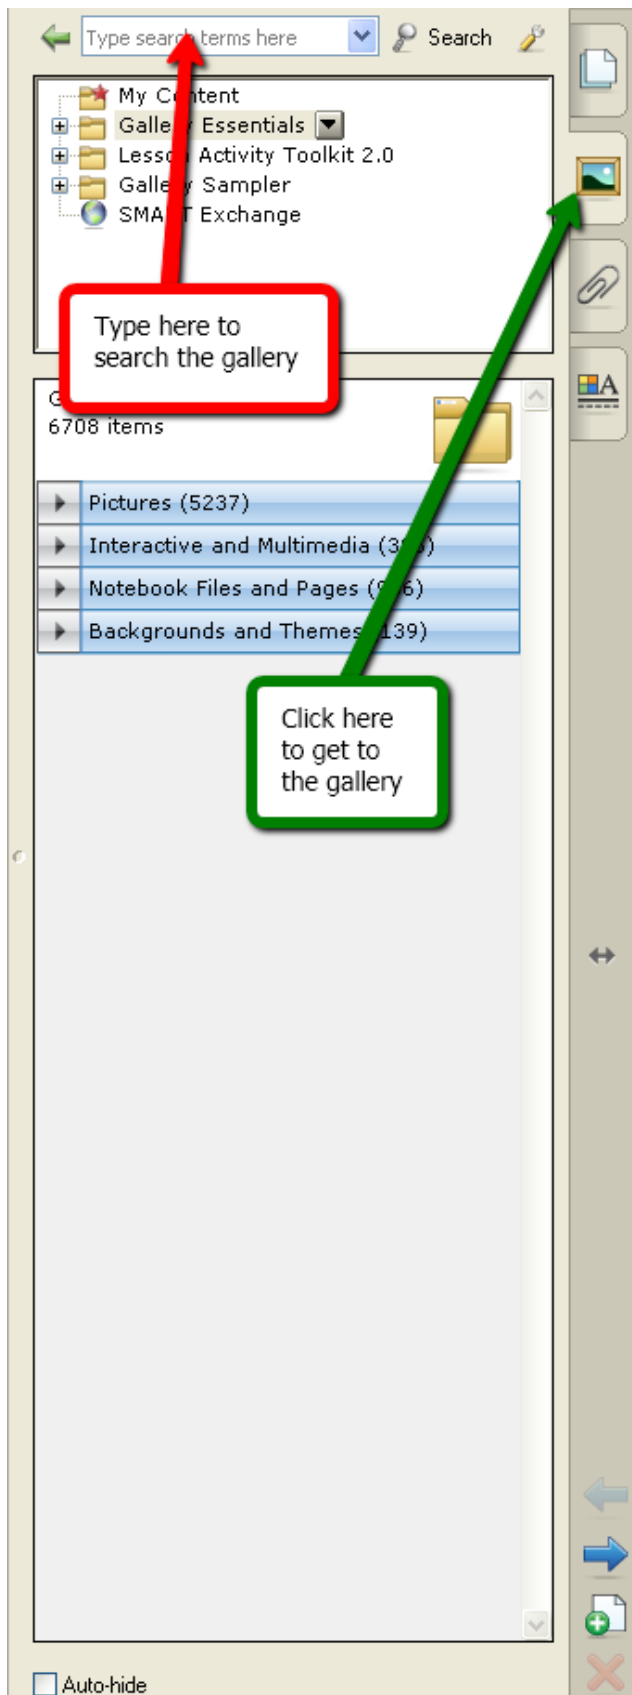 Type search terms here Search
My Content
Gallery Essentials
Lesson Activity Toolkit 2.0
Gallery Sampler
SMART Exchange
Type here to
search the gallery
A
6708 items
Pictures (5237)
Interactive and Multimedia
Notebook Files and Pages
Backgrounds and Themes 139)
Click here
to get to
the gallery
Auto-hide